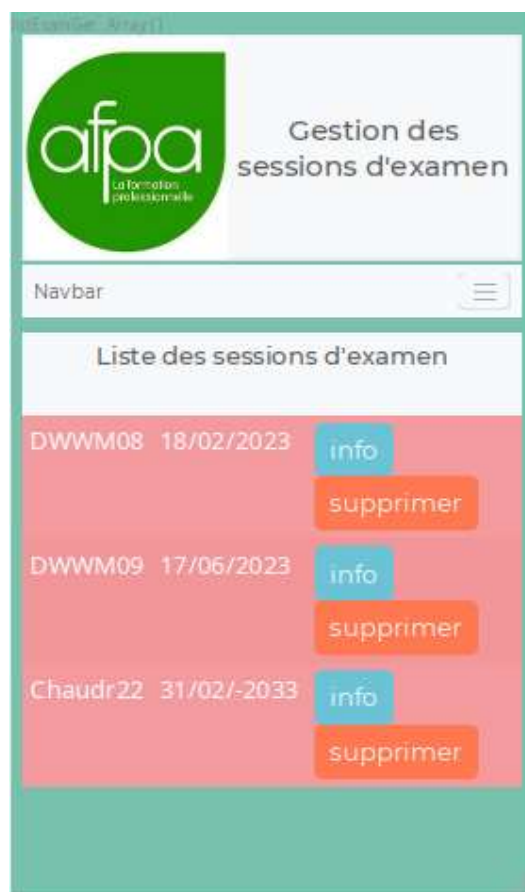 afpa
La formation
professionnelle
Gestion des
sessions d'examen
Navbar
Liste des sessions d'examen
DWWM08 18/02/2023 info
supprimer
DWWM09 17/06/2023 info
supprimer
Chaudr22 31/02/-2033 info
supprimer